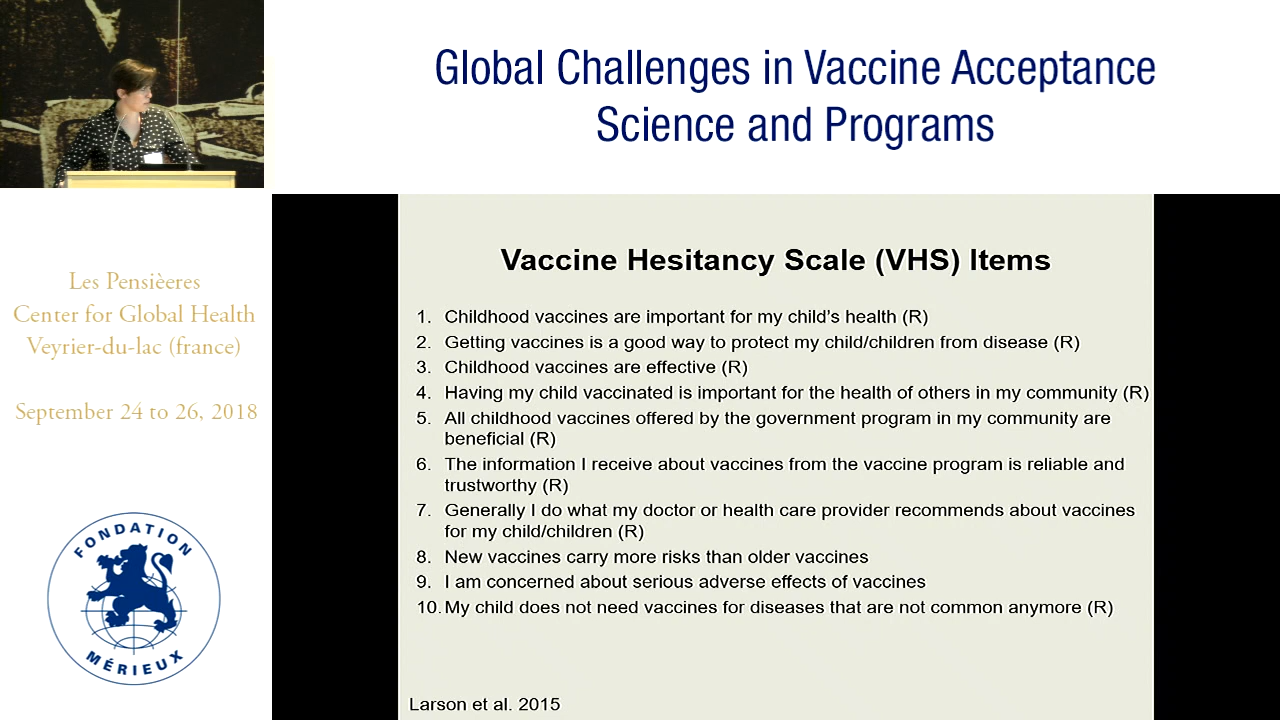 Global Challenges in Vaccine Acceptance
Science and Programs
Les Pensièeres
Center for Global Health
Veyrier-du-lac (france)
September 24 to 26, 2018
FONDATION
MÉRIEUX
Vaccine Hesitancy Scale (VHS) Items
1. Childhood vaccines are important for my child's health (R)
2. Getting vaccines is a good way to protect my child/children from disease (R)
3. Childhood vaccines are effective (R)
4. Having my child vaccinated is important for the health of others in my community (R)
5. All childhood vaccines offered by the government program in my community are
beneficial (R)
6. The information I receive about vaccines from the vaccine program is reliable and
trustworthy (R)
7. Generally I do what my doctor or health care provider recommends about vaccines
for my child/children (R)
8. New vaccines carry more risks than older vaccines
9. I am concerned about serious adverse effects of vaccines
10. My child does not need vaccines for diseases that are not common anymore (R)
Larson et al. 2015